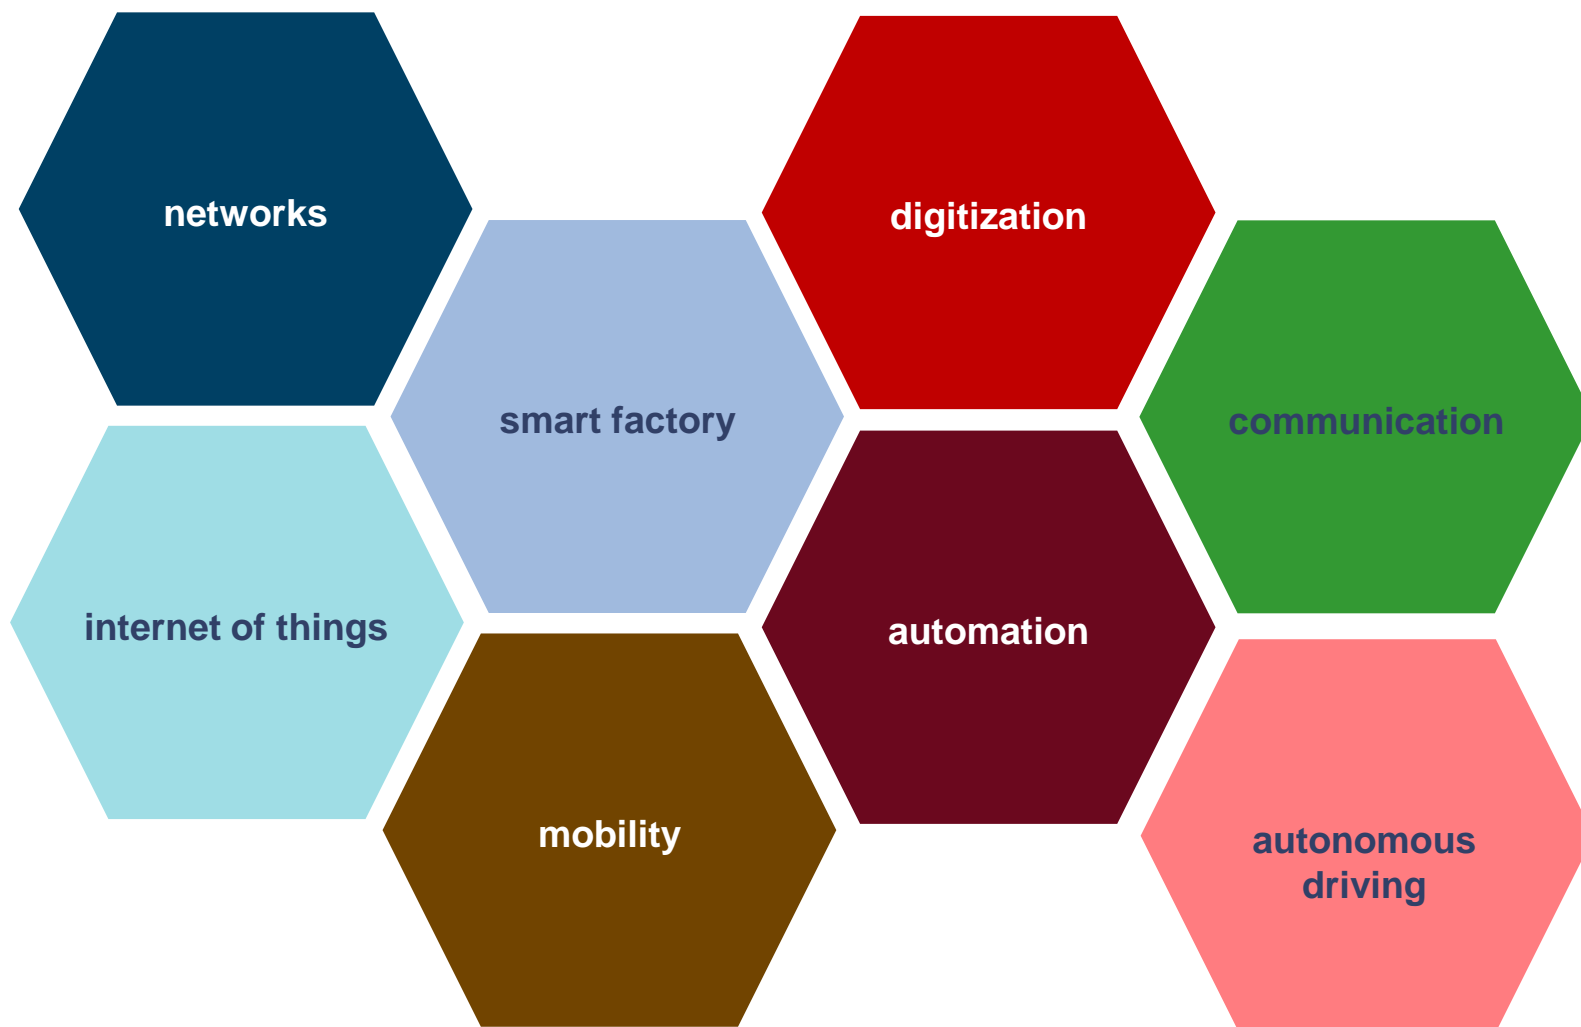 networks
digitization
smart factory
communication
internet of things
automation
mobility
autonomous
driving